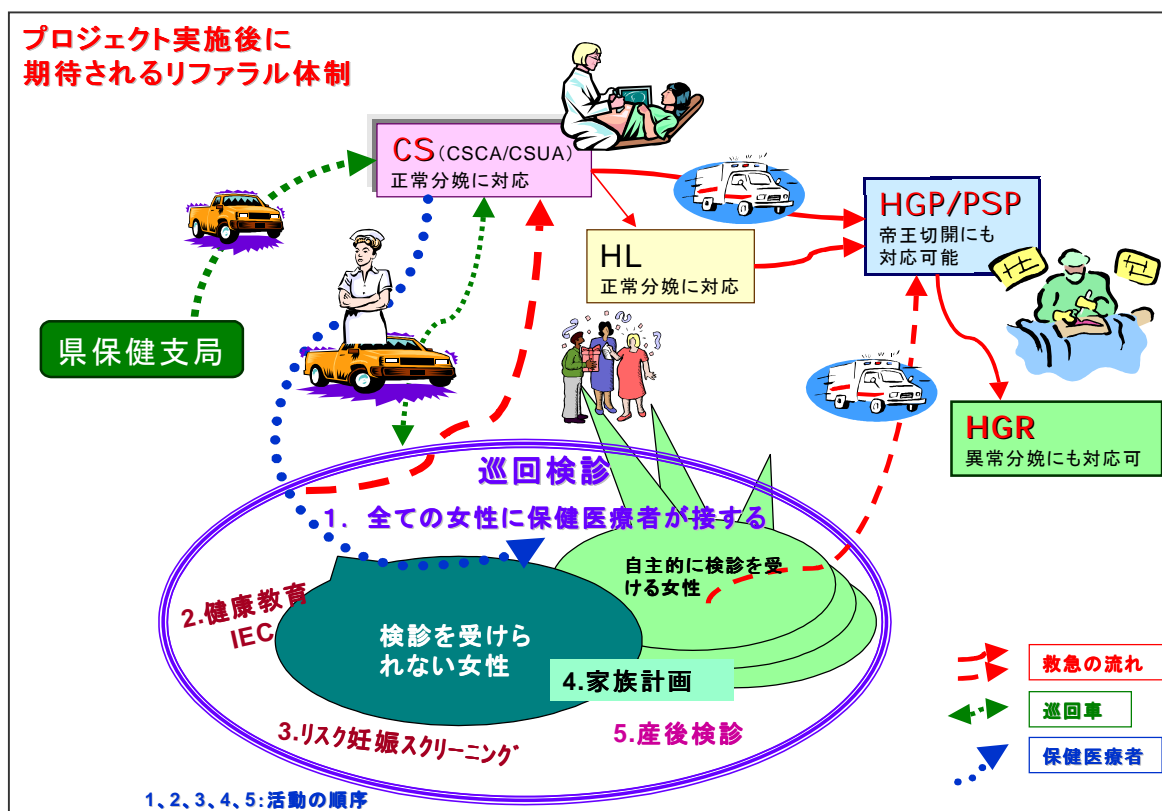 プロジェクト実施後に
期待されるリファラル体制
CS(CSCA/CSUA)
正常分娩に対応
HGP/PSP
帝王切開にも
対応可能
HL
正常分娩に対応
県保健支局
HGR
異常分娩にも対応可
巡回検診
1. 全ての女性に保健医療者が接する
自主的に検診を受
ける女性
2.健康教育
IEC
検診を受けら
れない女性
4.家族計画
3.リスク妊娠スクリーニング
5.産後検診
救急の流れ
巡回車
保健医療者
1、2、3、4、5:活動の順序